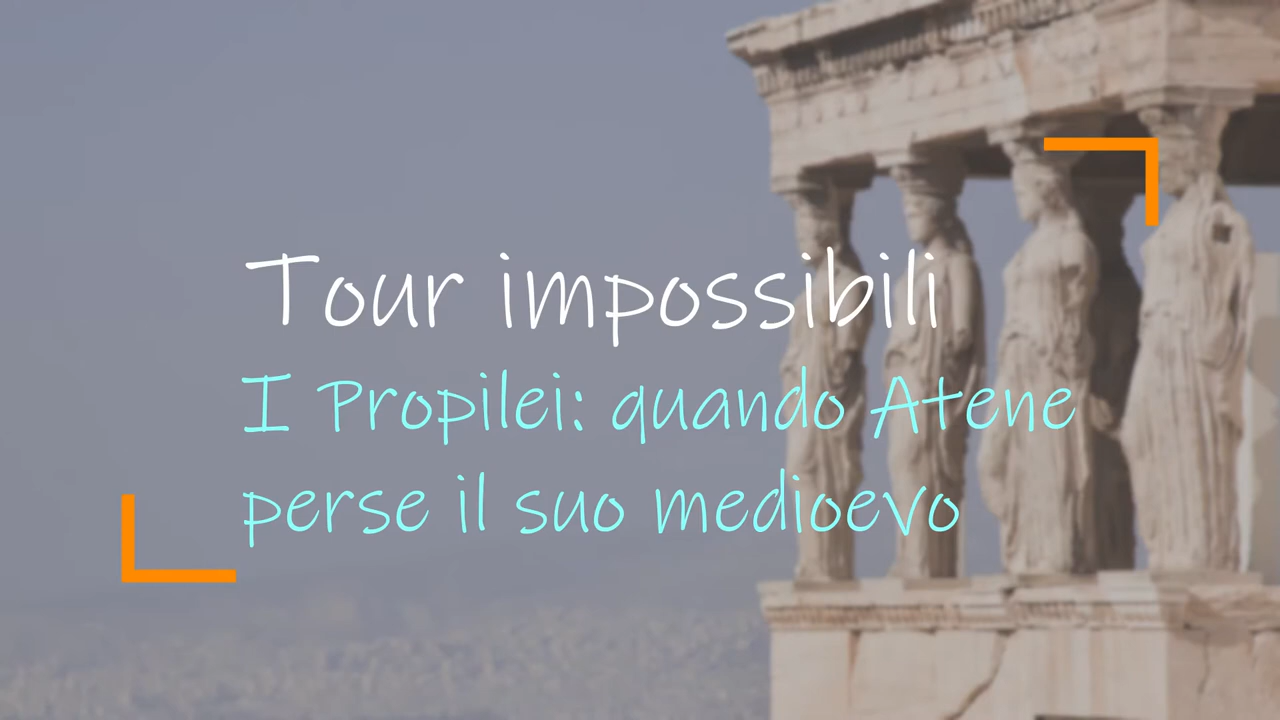 Tour impossibili
I Propilei: quando Atene
perse il suo medioevo